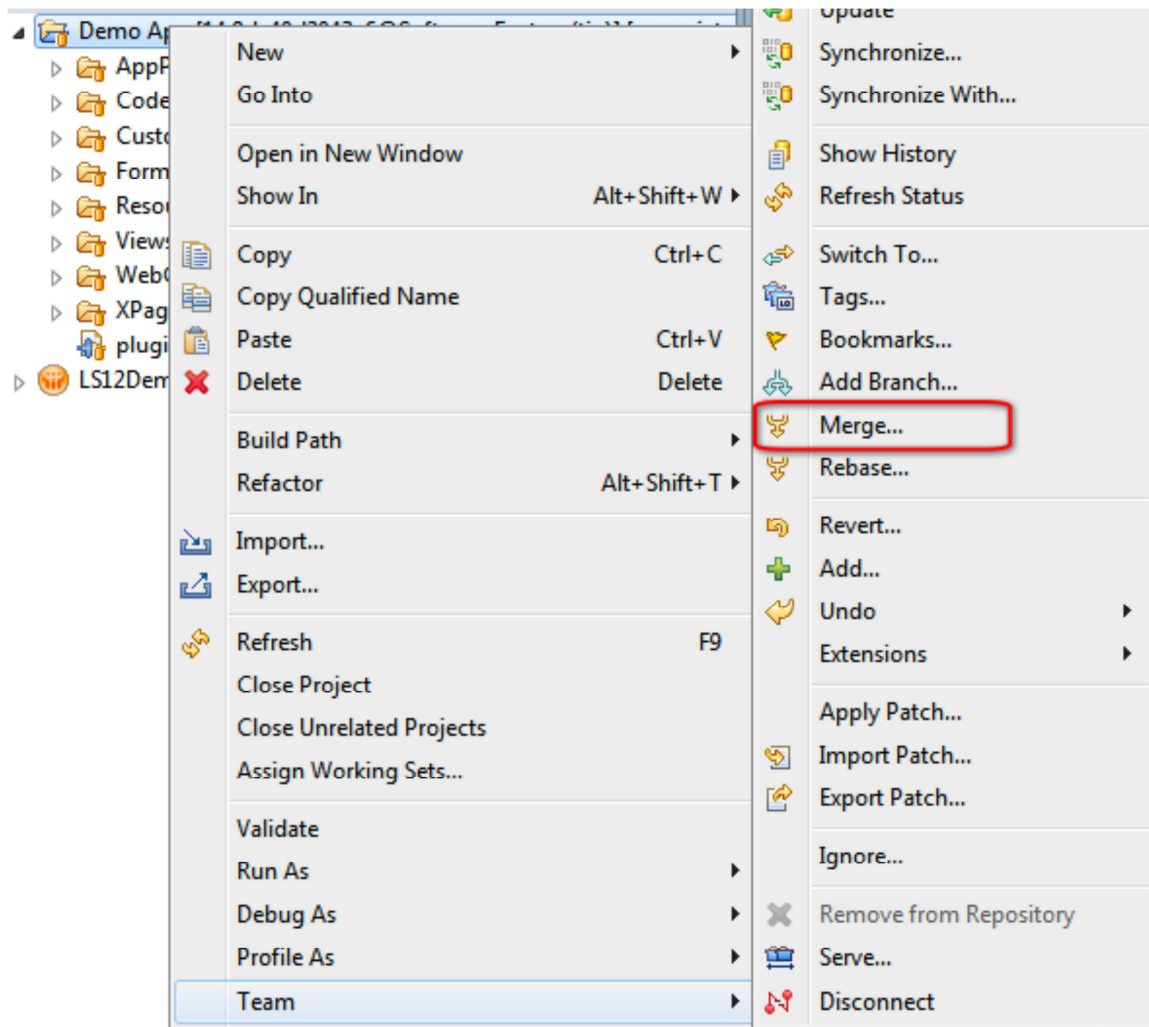 Demo Ap
AppP
Code
Custo
Form
Resou
Views
WebC
XPag
plugi
LS12Dem
New
Go Into
Open in New Window
Show In Alt+Shift+W
Copy Ctrl+C
Copy Qualified Name
Paste Ctrl+V
Delete Delete
Build Path
Refactor Alt+Shift+T
Import...
Export...
Refresh F9
Close Project
Close Unrelated Projects
Assign Working Sets...
Validate
Run As
Debug As
Profile As
Team
Update
Synchronize...
Synchronize With...
Show History
Refresh Status
Switch To...
Tags...
Bookmarks...
Add Branch...
Merge...
Rebase...
Revert...
Add...
Undo
Extensions
Apply Patch...
Import Patch...
Export Patch...
Ignore...
Remove from Repository
Serve...
Disconnect